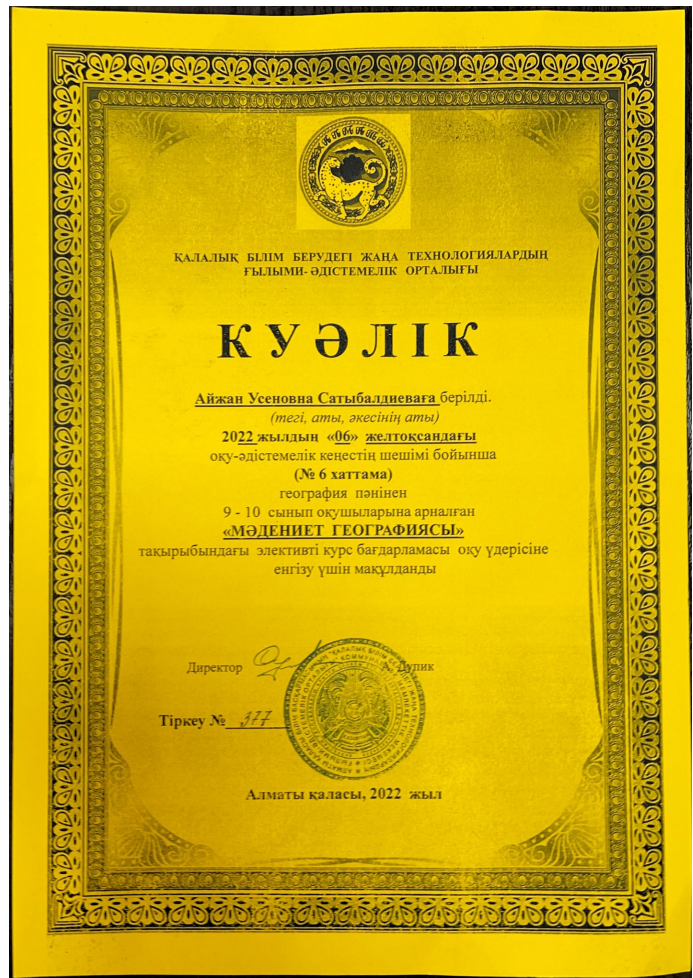 ҚАЛАЛЫҚ БІЛІМ БЕРУДЕГІ ЖАҢА ТЕХНОЛОГИЯЛАРДЫҢ
ҒЫЛЫМИ- ӘДІСТЕМЕЛІК ОРТАЛЫҒЫ
КУӘЛІК
Айжан Усеновна Сатыбалдиеваға берілді.
(тегі, аты, әкесінің аты)
2022 жылдың «06» желтоқсандағы
оқу-әдістемелік кеңестің шешімі бойынша
(№ 6 хаттама)
география пәнінен
9 - 10 сынып оқушыларына арналған
«МӘДЕНИЕТ ГЕОГРАФИЯСЫ»
тақырыбындағы элективті курс бағдарламасы оқу үдерісіне
енгізу үшін мақұлданды
Директор
Тіркеу № 377
Алматы қаласы, 2022 жыл